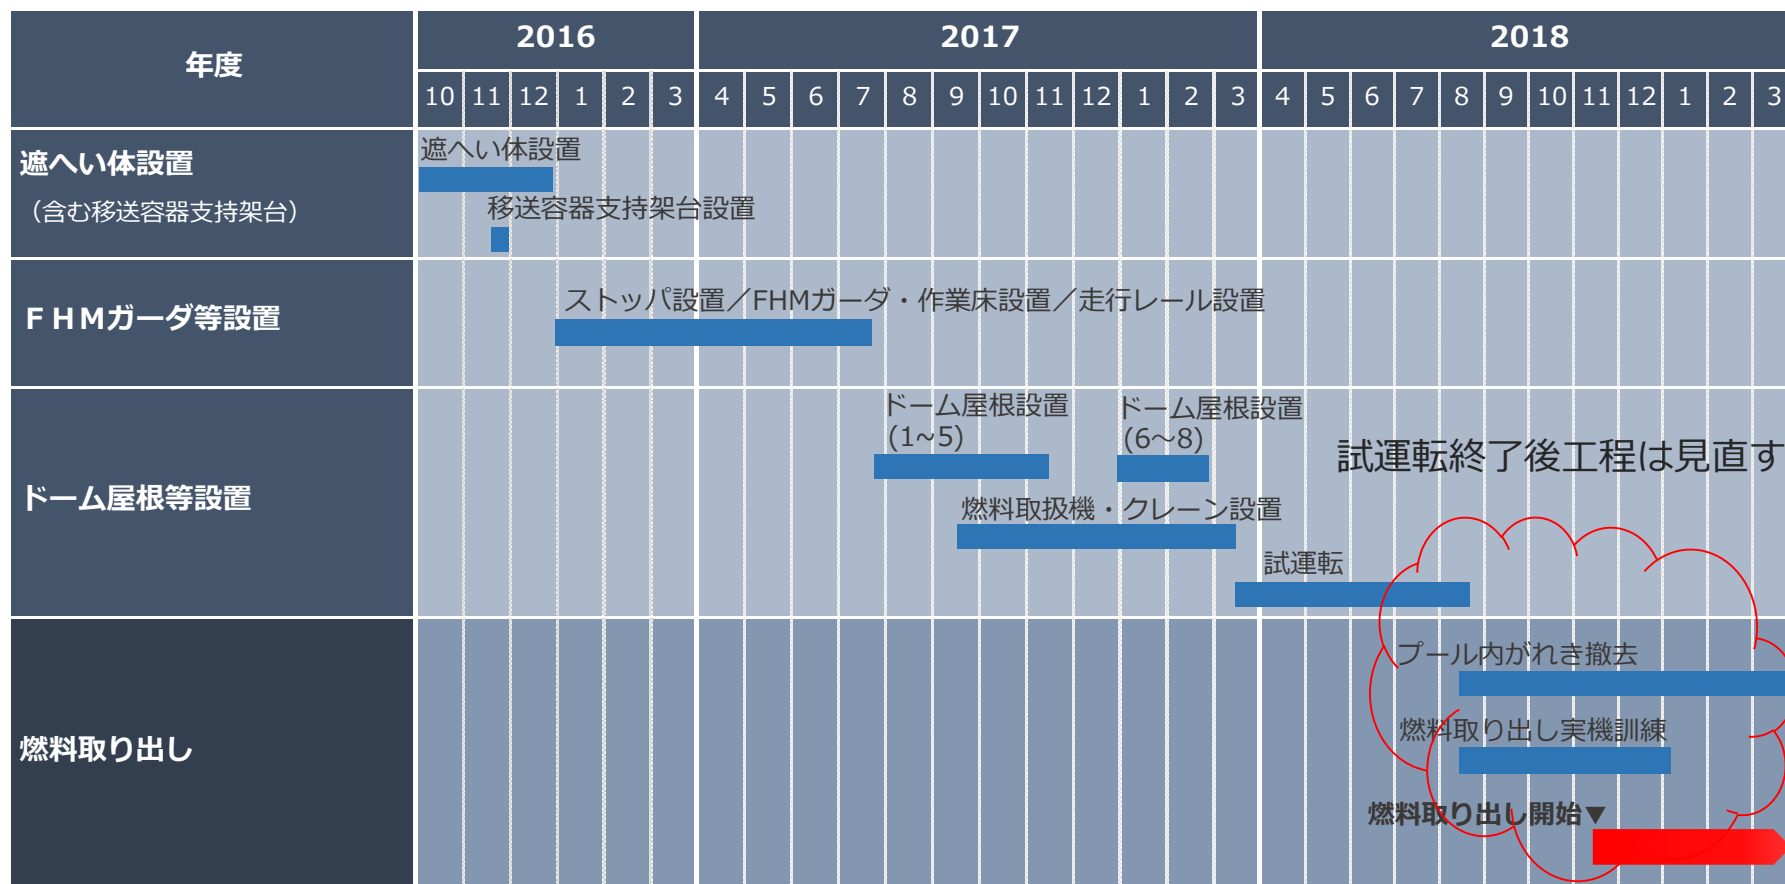 年度
2016
2017
2018
10 11 12 1 2 3 4 5 6 7 8 9 10 11 12 1 2 3 4 5 6 7 8 9 10 11 12 1 2 3
遮へい体設置
（含む移送容器支持架台）
遮へい体設置
移送容器支持架台設置
ＦＨＭガーダ等設置
ストッパ設置／FHMガーダ・作業床設置／走行レール設置
ドーム屋根等設置
ドーム屋根設置
(1~5)
ドーム屋根設置
(6〜8)
試運転終了後工程は見直す
燃料取扱機・クレーン設置
試運転
燃料取り出し
プール内がれき撤去
燃料取り出し実機訓練
燃料取り出し開始▼